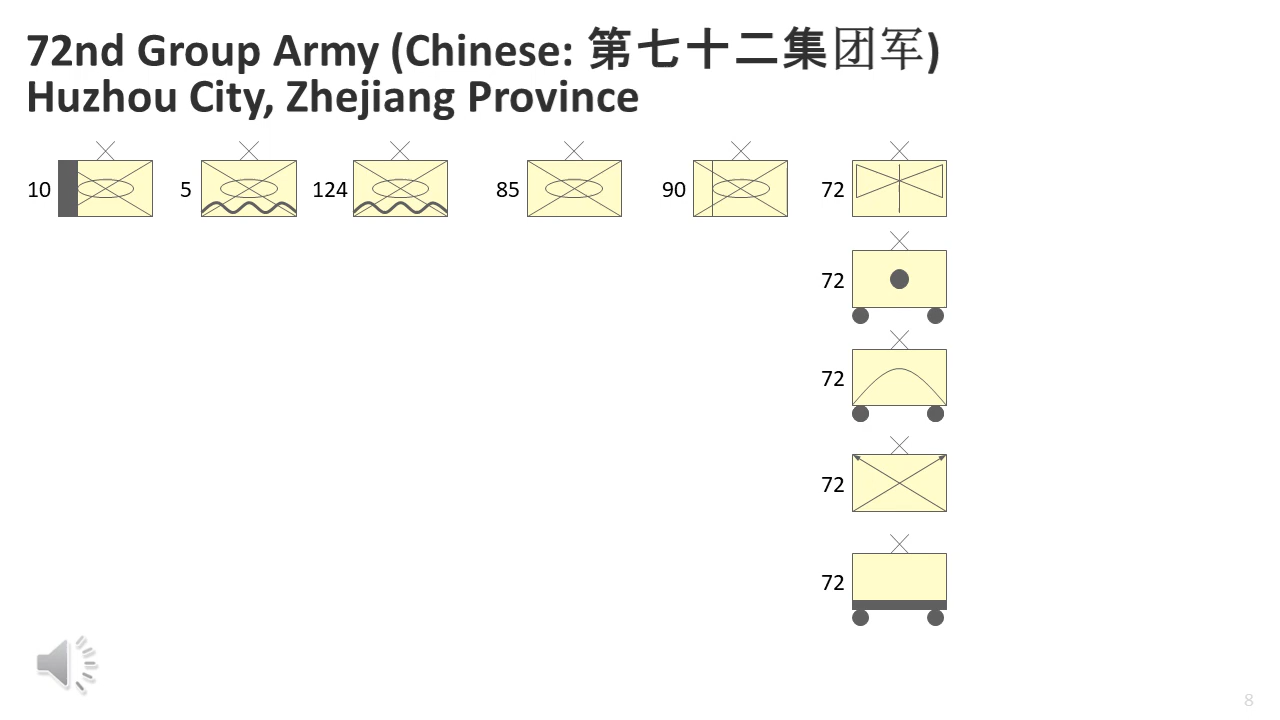 72nd Group Army (Chinese: 第七十二集团军)
Huzhou City, Zhejiang Province
10 5 124 85 90 72
72
72
72
72
8